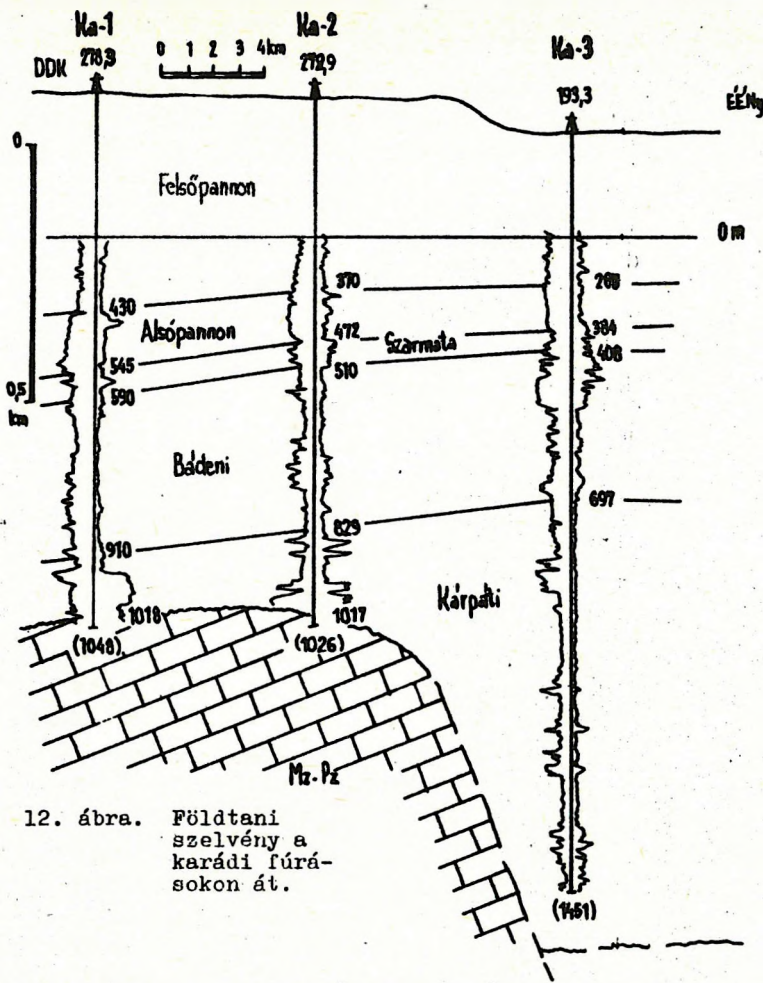 Ka-1
Ka-2
Ka-3
278,3
0 1 2 3 4 km
272,9
193,3
DDK
ÉÉNy
0
Felsőpannon
0 m
370
430
Alsópannon
472
Szarmata
384
408
545
510
0,5
km
590
Bádeni
697
829
910
Kárpáti
1018
1017
(1048)
(1026)
Mz-Pz
12. ábra. Földtani
szelvény a
karádi fúrá-
sokon át.
(1451)